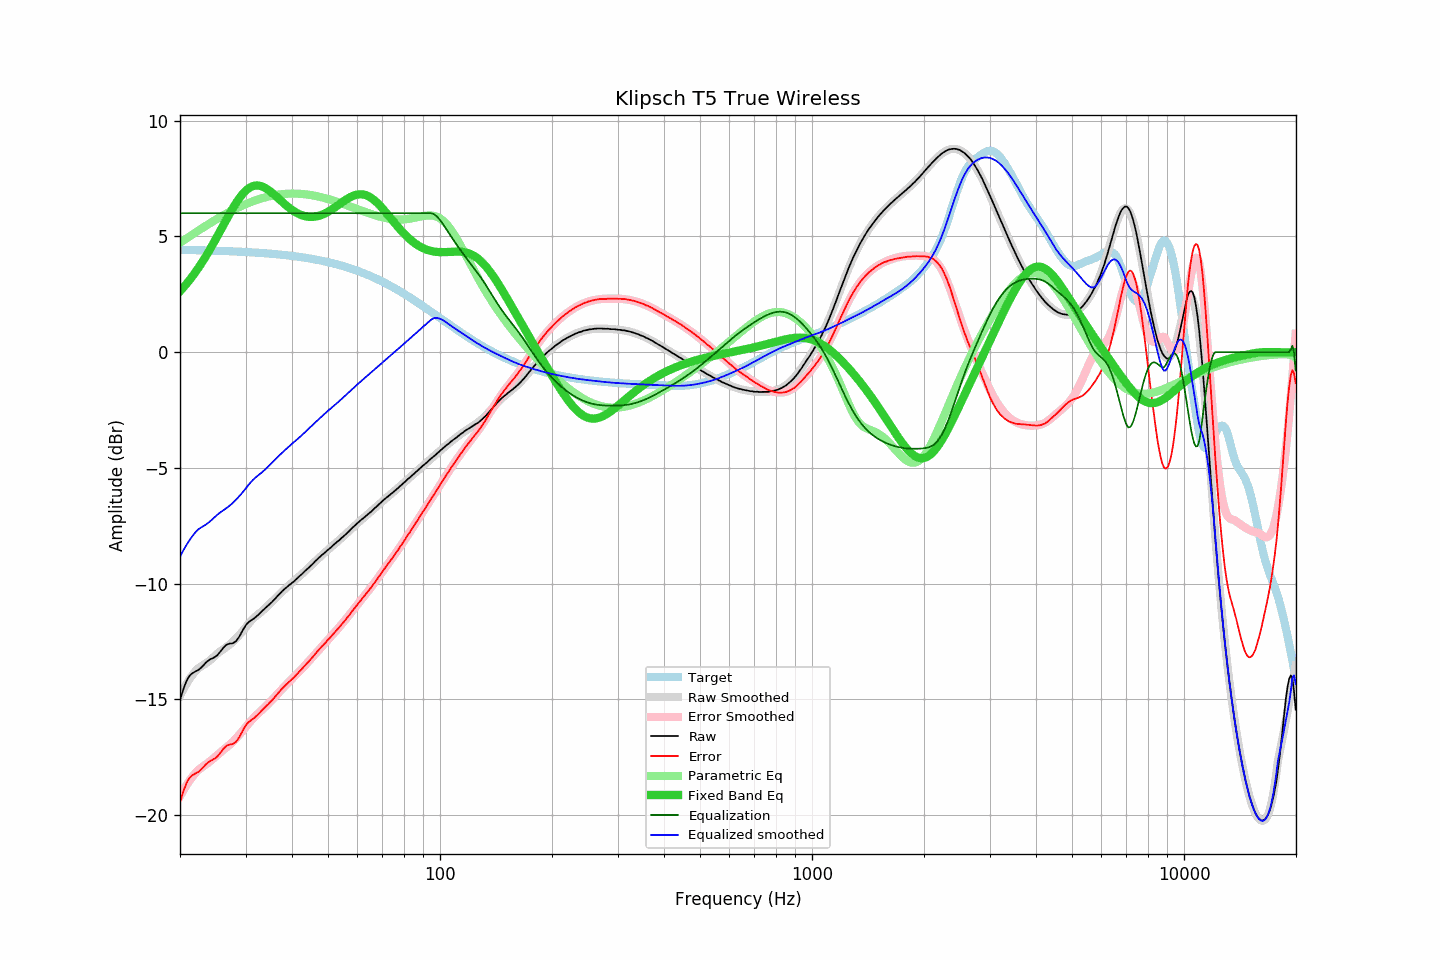 Klipsch T5 True Wireless
10
5
0
−5
−10
−15
−20
Amplitude (dBr)
Target
Raw Smoothed
Error Smoothed
Raw
Error
Parametric Eq
Fixed Band Eq
Equalization
Equalized smoothed
100 1000 10000
Frequency (Hz)